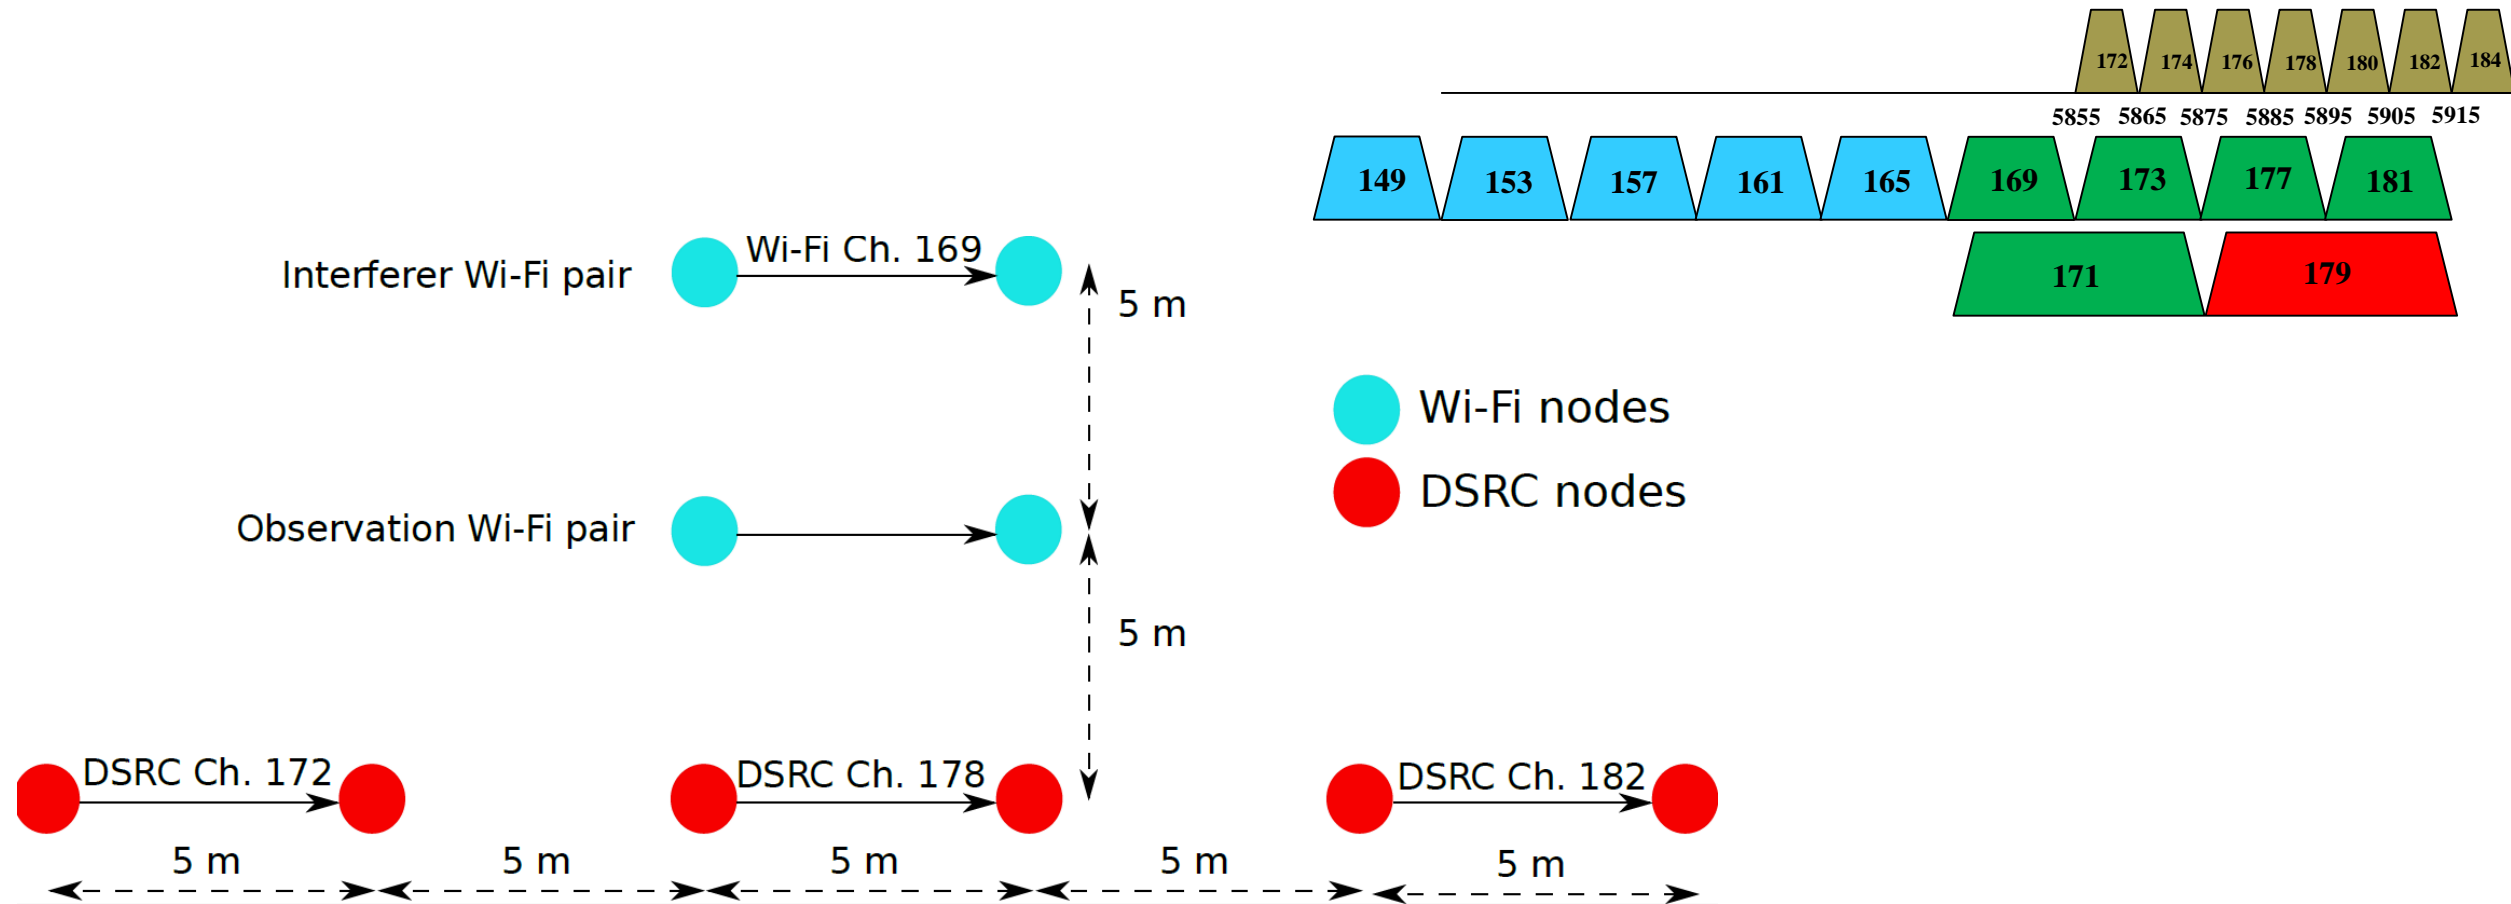 172 174 176 178 180 182 184
5855 5865 5875 5885 5895 5905 5915
149 153 157 161 165 169 173 177 181
171 179
Interferer Wi-Fi pair
Wi-Fi Ch. 169
5 m
Wi-Fi nodes
DSRC nodes
Observation Wi-Fi pair
5 m
DSRC Ch. 172
DSRC Ch. 178
DSRC Ch. 182
5 m 5 m 5 m 5 m 5 m